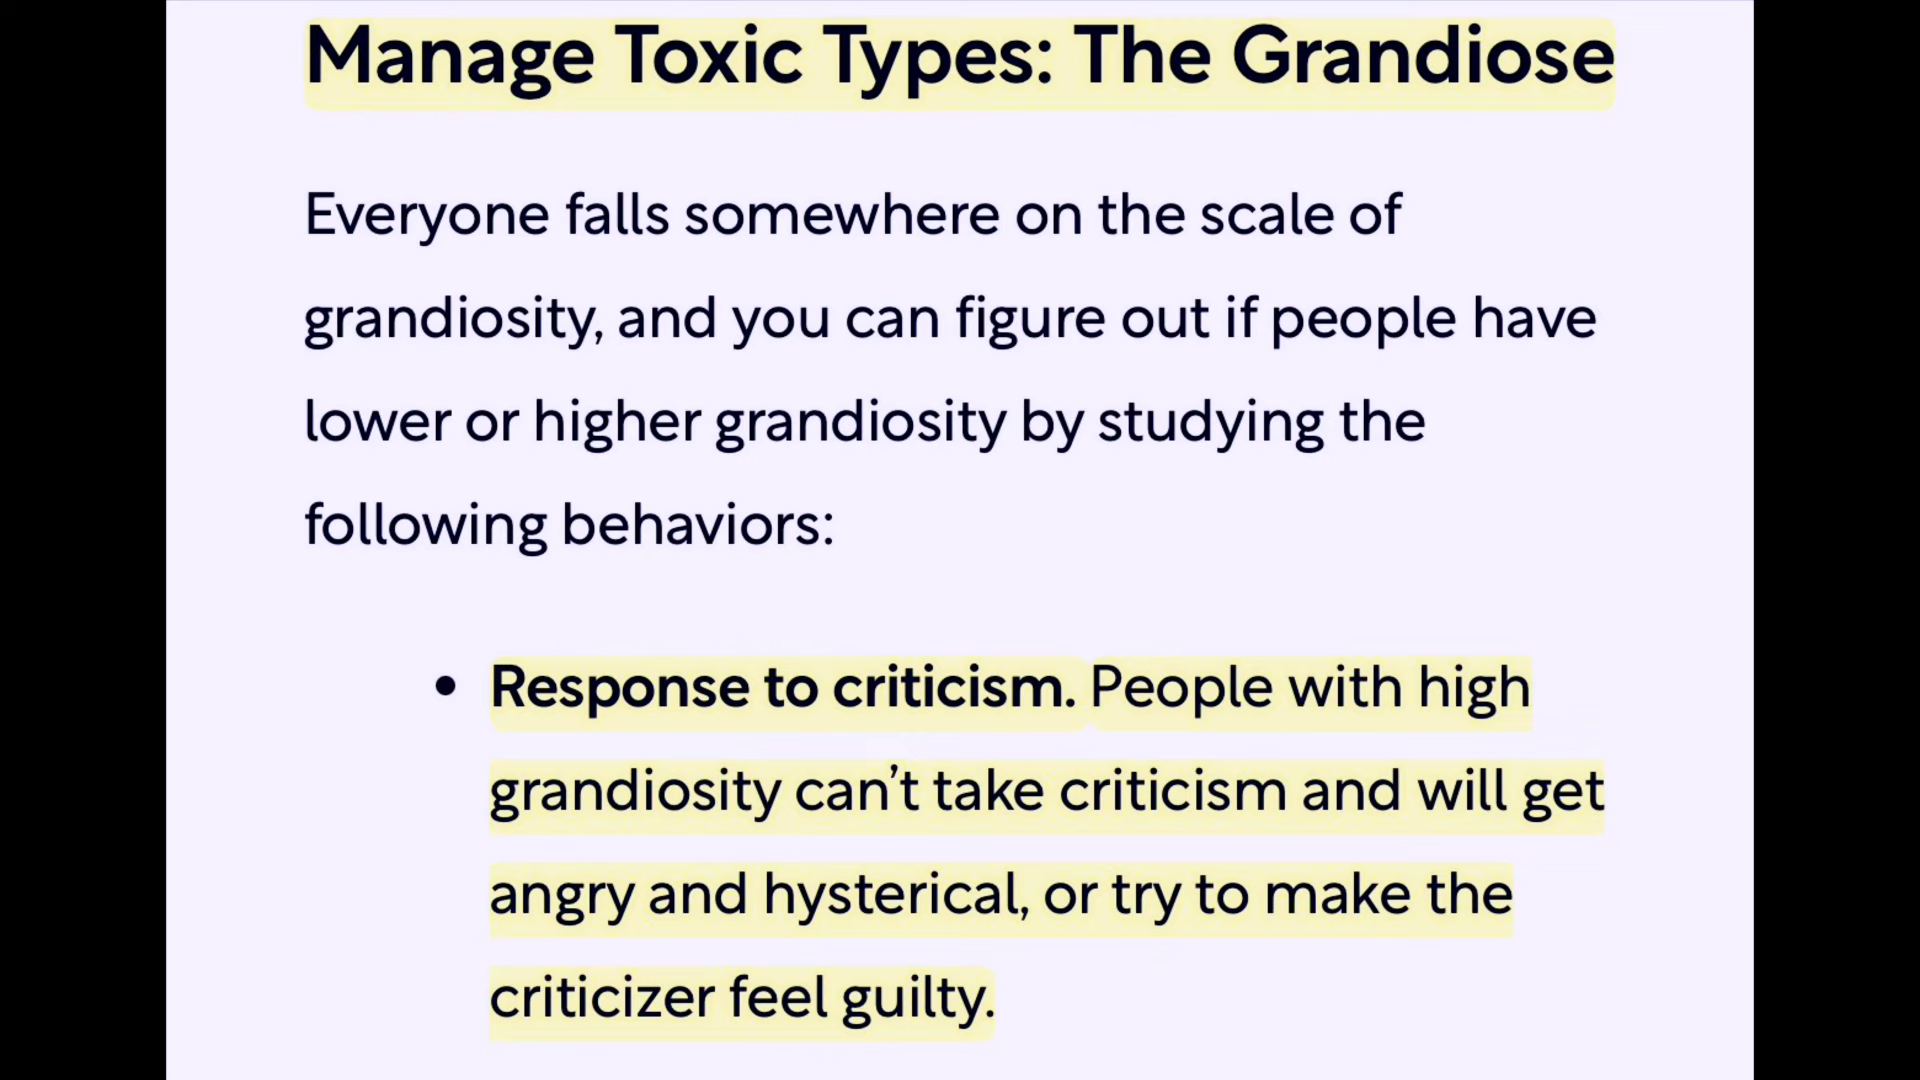 Manage Toxic Types: The Grandiose
Everyone falls somewhere on the scale of
grandiosity, and you can figure out if people have
lower or higher grandiosity by studying the
following behaviors:
• Response to criticism. People with high
grandiosity can’t take criticism and will get
angry and hysterical, or try to make the
criticizer feel guilty.